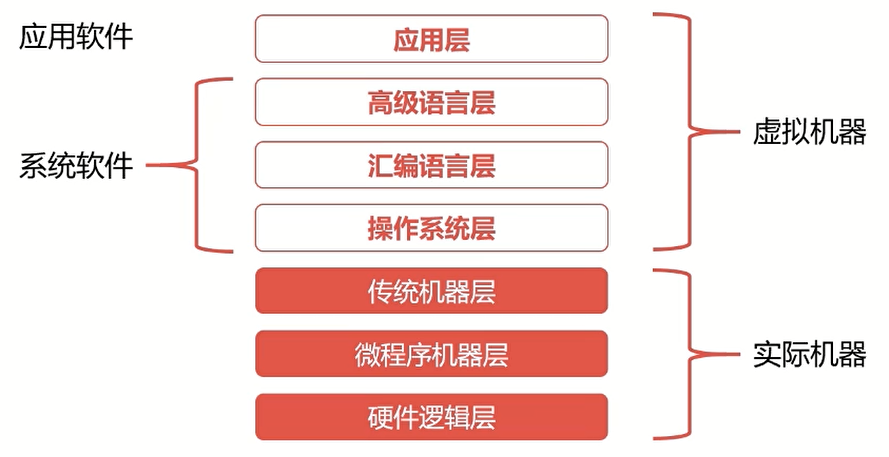 应用软件
应用层
高级语言层
系统软件
汇编语言层
操作系统层
虚拟机器
传统机器层
微程序机器层
硬件逻辑层
实际机器